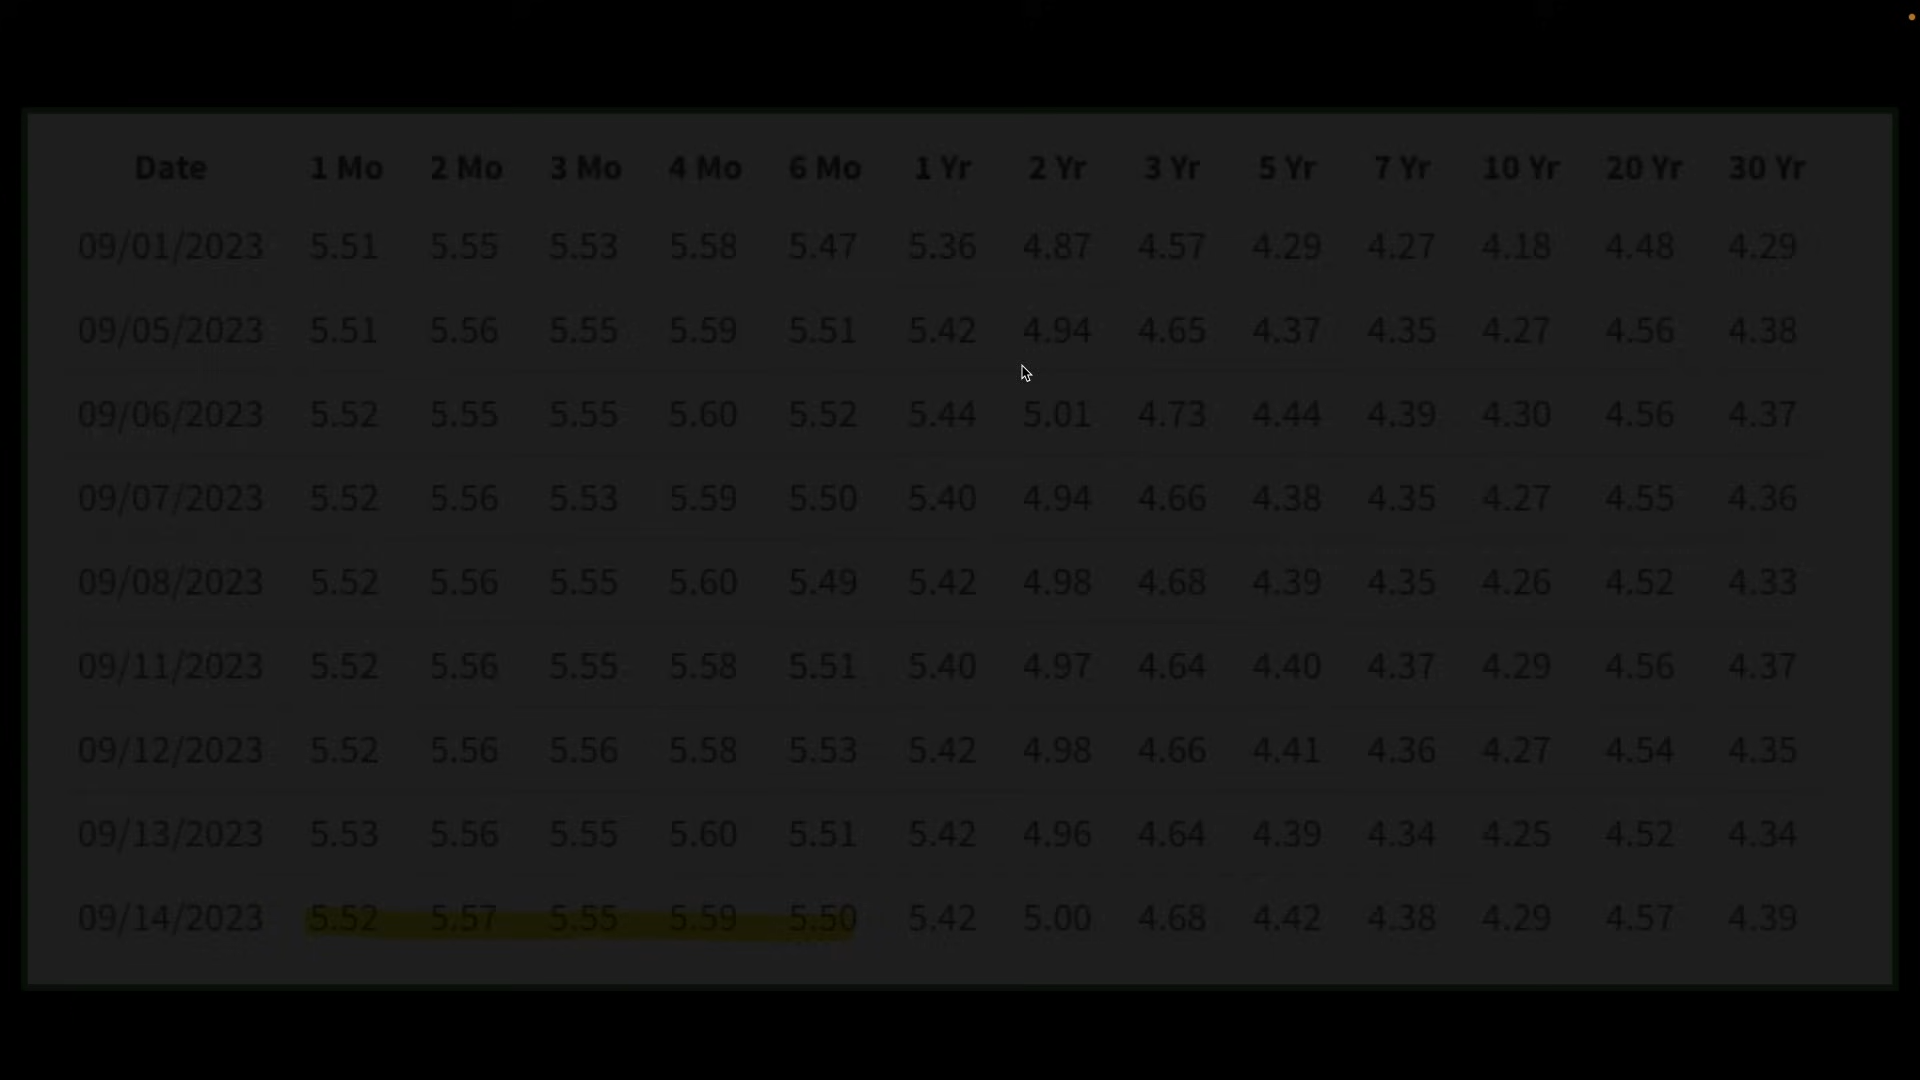 Date 1 Mo 2 Mo 3 Mo 4 Mo 6 Mo 1 Yr 2 Yr 3 Yr 5 Yr 7 Yr 10 Yr 20 Yr 30 Yr
09/01/2023 5.51 5.55 5.53 5.58 5.47 5.36 4.87 4.57 4.29 4.27 4.18 4.48 4.29
09/05/2023 5.51 5.56 5.55 5.59 5.51 5.42 4.94 4.65 4.37 4.35 4.27 4.56 4.38
09/06/2023 5.52 5.55 5.55 5.60 5.52 5.44 5.01 4.73 4.44 4.39 4.30 4.56 4.37
09/07/2023 5.52 5.56 5.53 5.59 5.50 5.40 4.94 4.66 4.38 4.35 4.27 4.55 4.36
09/08/2023 5.52 5.56 5.55 5.60 5.49 5.42 4.98 4.68 4.39 4.35 4.26 4.52 4.33
09/11/2023 5.52 5.56 5.55 5.58 5.51 5.40 4.97 4.64 4.40 4.37 4.29 4.56 4.37
09/12/2023 5.52 5.56 5.56 5.58 5.53 5.42 4.98 4.66 4.41 4.36 4.27 4.54 4.35
09/13/2023 5.53 5.56 5.55 5.60 5.51 5.42 4.96 4.64 4.39 4.34 4.25 4.52 4.34
09/14/2023 5.52 5.57 5.55 5.59 5.50 5.42 5.00 4.68 4.42 4.38 4.29 4.57 4.39